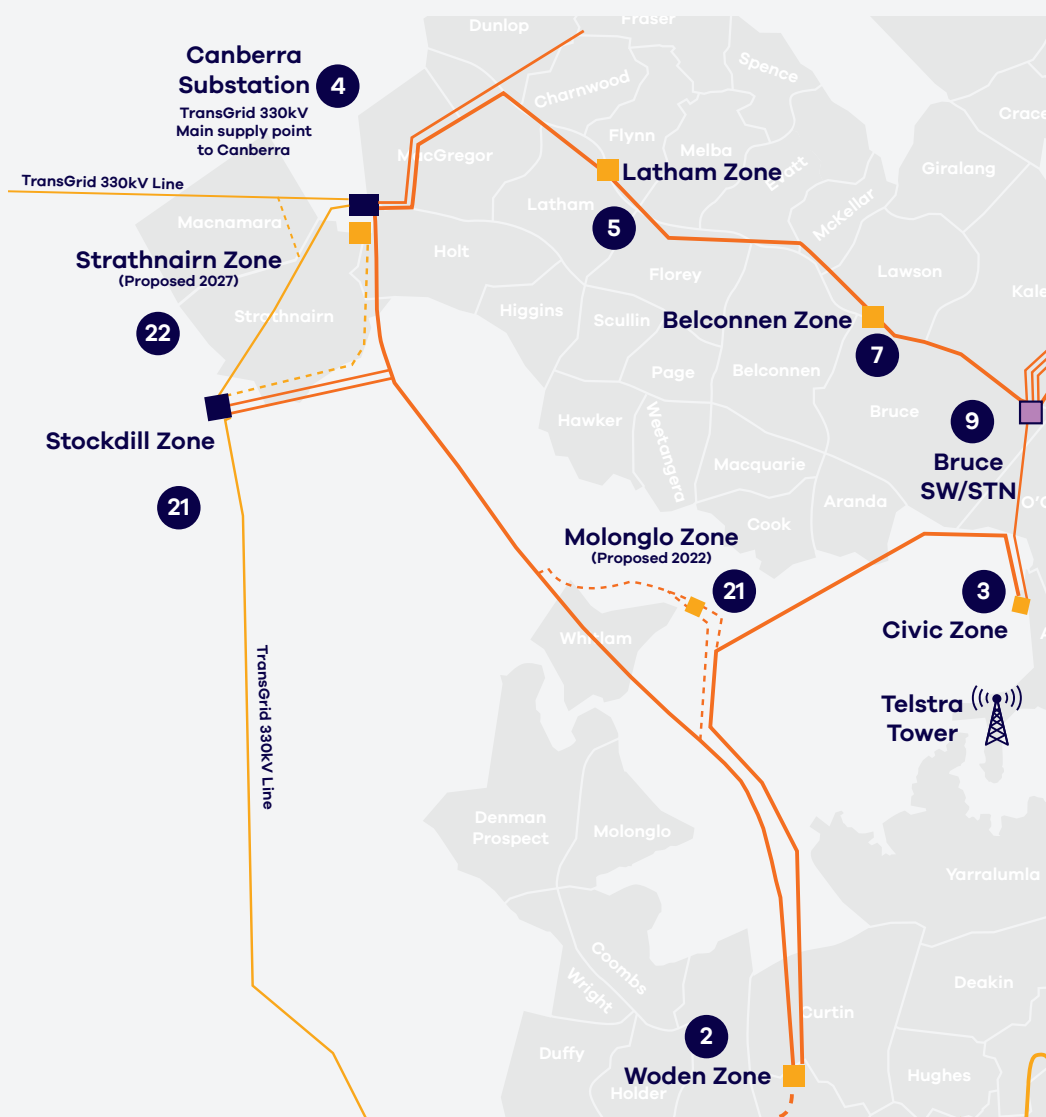 Dunlop
Fraser
Canberra
Substation
4
TransGrid 330kV
Main supply point
to Canberra
Charnwood
Spence
Crace
Flynn
Melba
MacGregor
Evatt
Giralang
Latham Zone
TransGrid 330kV Line
Latham
McKellar
Macnamara
5
Holt
Strathnairn Zone
(Proposed 2027)
Florey
Lawson
Kale
Higgins
Scullin
Belconnen Zone
Strathnairn
22
7
Page
Belconnen
Hawker
Weetangera
Bruce
9
Stockdill Zone
Bruce
SW/STN
Macquarie
21
Aranda
Cook
Molonglo Zone
(Proposed 2022)
21
3
Civic Zone
Whitlam
TransGrid 330kV Line
Telstra
Tower
Denman
Prospect
Molonglo
Yarralumla
Coombs
Wright
Deakin
Curtin
2
Duffy
Woden Zone
Hughes
Holder